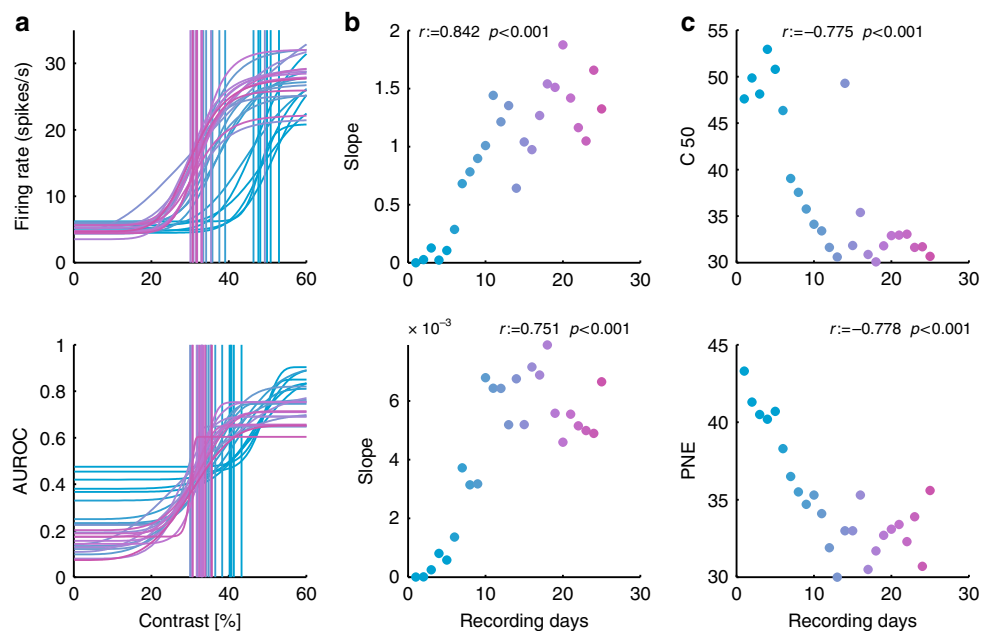 a
b
c
Firing rate (spikes/s)
30
20
10
0
0 20 40 60
r:=0.842 p<0.001
Slope
2
1.5
1
0.5
0
0 10 20 30
r:=−0.775 p<0.001
C 50
55
50
45
40
35
30
0 10 20 30
AUROC
1
0.8
0.6
0.4
0.2
0
0 20 40 60
Contrast [%]
× 10⁻³
r:=0.751 p<0.001
Slope
6
4
2
0
0 10 20 30
Recording days
r:=−0.778 p<0.001
PNE
45
40
35
30
0 10 20 30
Recording days